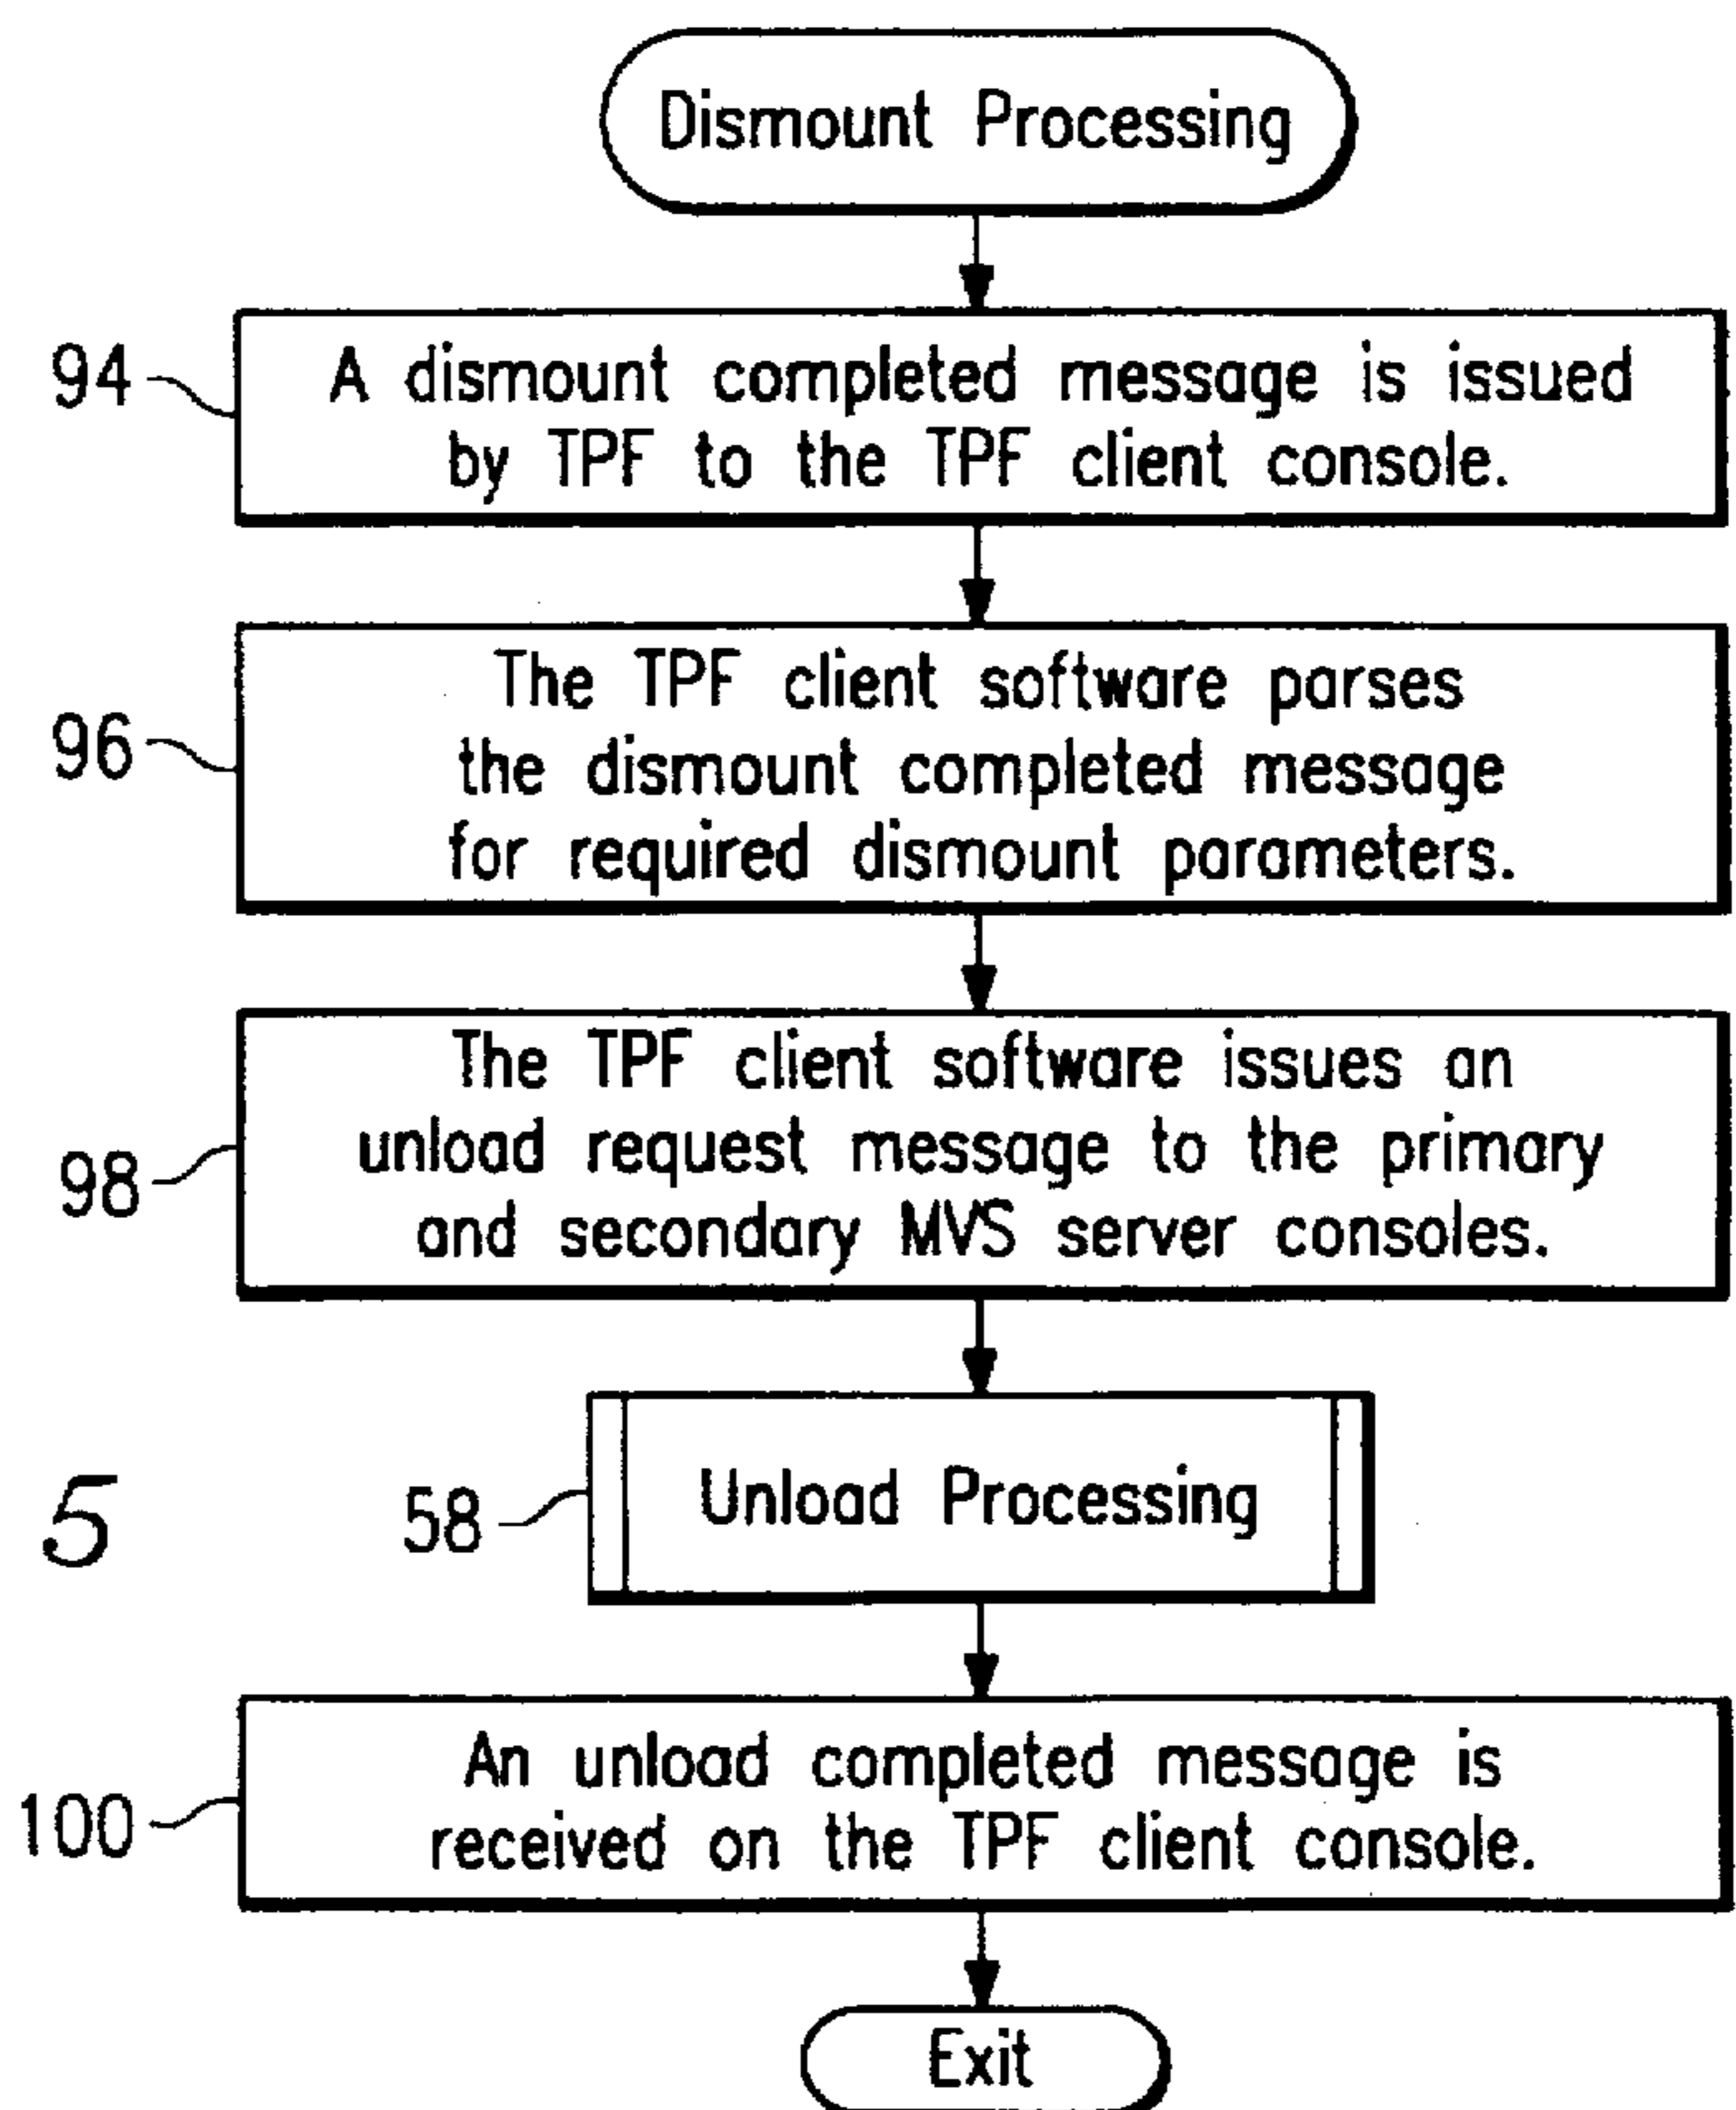 Dismount Processing
94
A dismount completed message is issued
by TPF to the TPF client console.
96
The TPF client software parses
the dismount completed message
for required dismount parameters.
98
The TPF client software issues an
unload request message to the primary
and secondary MVS server consoles.
5
58
Unload Processing
100
An unload completed message is
received on the TPF client console.
Exit